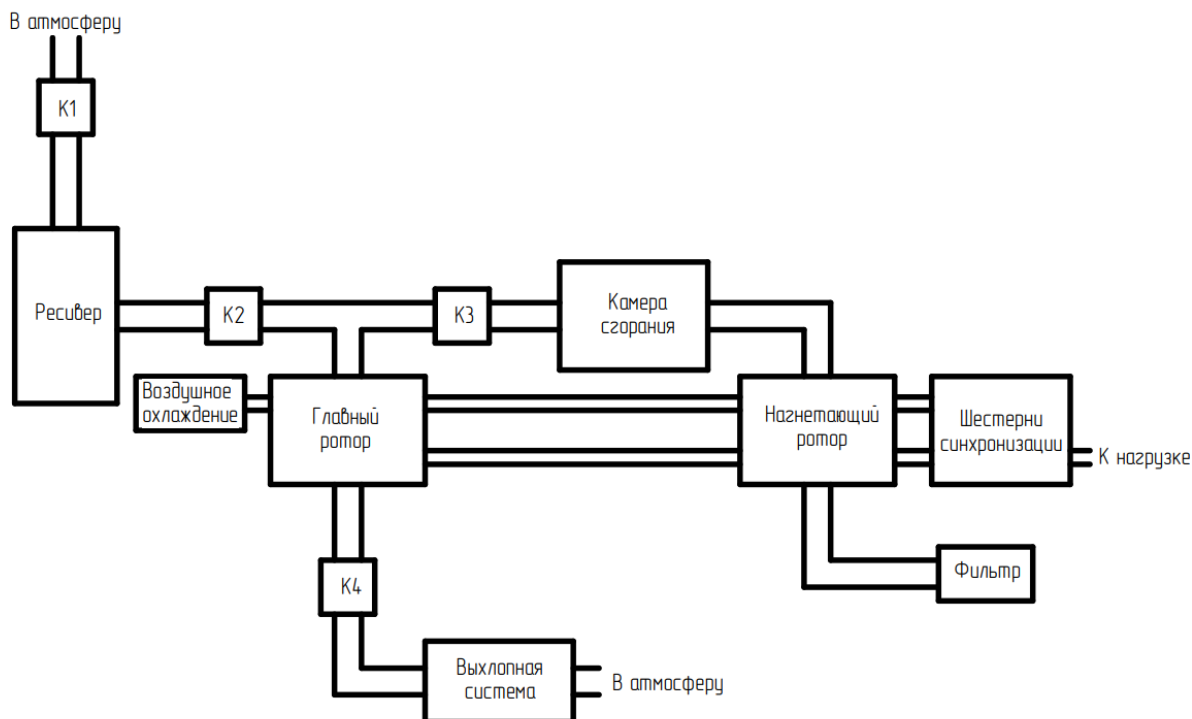 В атмосферу
К1
Ресивер
К2
К3
Камера
сгорания
Воздушное
охлаждение
Главный
ротор
Нагнетающий
ротор
Шестерни
синхронизации
К нагрузке
К4
Фильтр
Выхлопная
система
В атмосферу